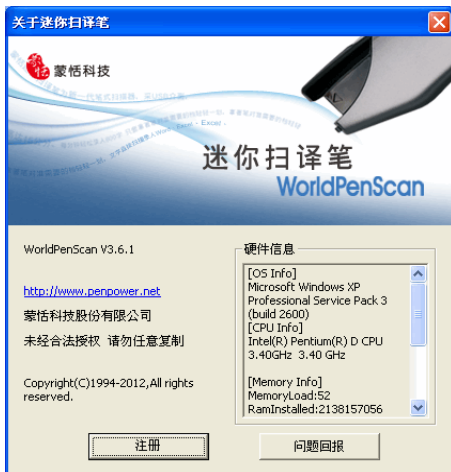 关于迷你扫译笔
蒙恬
蒙恬科技
迷你扫译笔
WorldPenScan
WorldPenScan V3.6.1
http://www.penpower.net
蒙恬科技股份有限公司
未经合法授权 请勿任意复制
Copyright(C)1994-2012,All rights
reserved.
硬件信息
[OS Info]
Microsoft Windows XP
Professional Service Pack 3
(build 2600)
[CPU Info]
Intel(R) Pentium(R) D CPU
3.40GHz 3.40 GHz
[Memory Info]
MemoryLoad:52
RamInstalled:2138157056
注册
问题回报